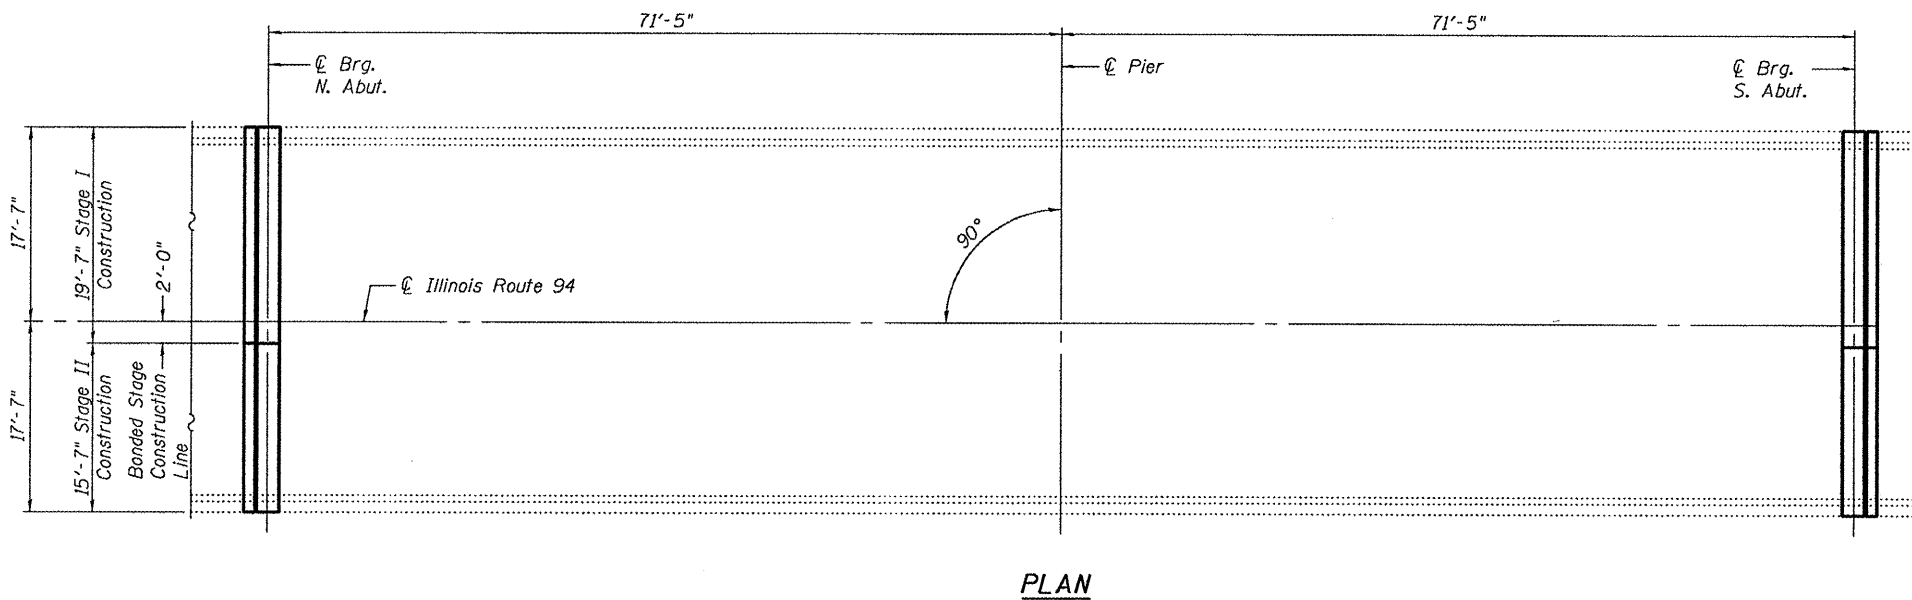 71'-5"
71'-5"
℄ Brg.
N. Abut.
℄ Pier
℄ Brg.
S. Abut.
17'-7"
19'-7" Stage I
Construction
2'-0"
90°
℄ Illinois Route 94
17'-7"
15'-7" Stage II
Construction
Bonded Stage
Construction
Line
PLAN